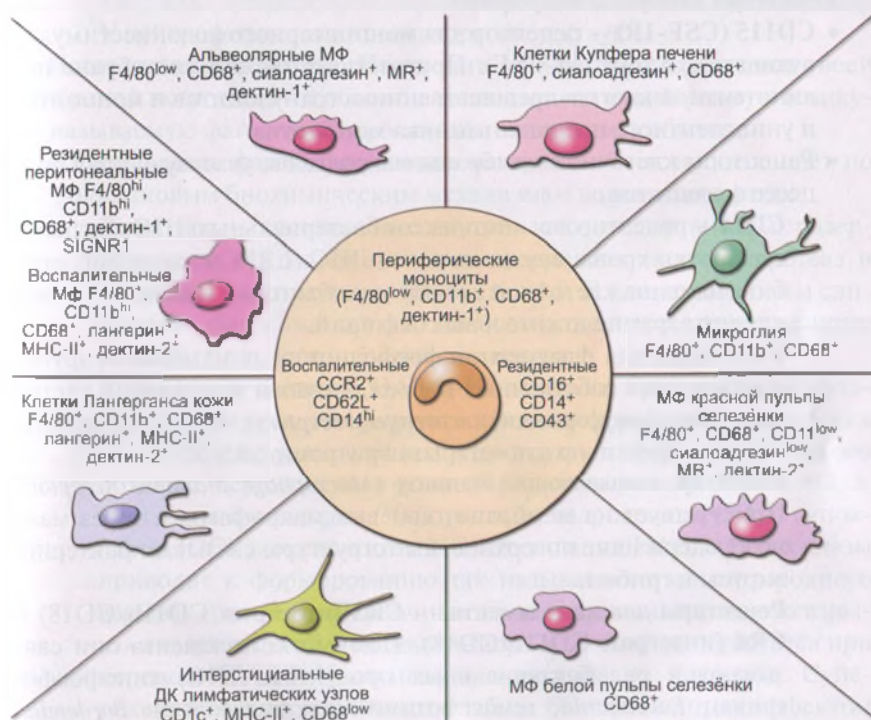 Альвеолярные МФ
F4/80low, CD68+, сиалоадгезин+, MR+,
дектин-1+
Клетки Купфера печени
F4/80+, сиалоадгезин+, CD68+
Резидентные
перитонеальные
МФ F4/80hi,
CD11bhi,
CD68+, дектин-1+
SIGNR1
Воспалительные
МФ F4/80+
CD11bhi,
CD68+, лангерин+
MHC-II+, дектин-2+
Периферические
моноциты
(F4/80low, CD11b+, CD68+,
дектин-1+)
Воспалительные
CCR2+
CD62L+
CD14hi
Резидентные
CD16+
CD14+
CD43+
Микроглия
F4/80+, CD11b+, CD68+
Клетки Лангерганса кожи
F4/80+, CD11b+, CD68+
лангерин+, MHC-II+,
дектин-2+
МФ красной пульпы
селезёнки
F4/80+, CD68+, CD11low,
сиалоадгезинlow,
MR+, дектин-2+
Интерстициальные
ДК лимфатических узлов
CD1c+, MHC-II+, CD68low
МФ белой пульпы селезёнки
CD68+